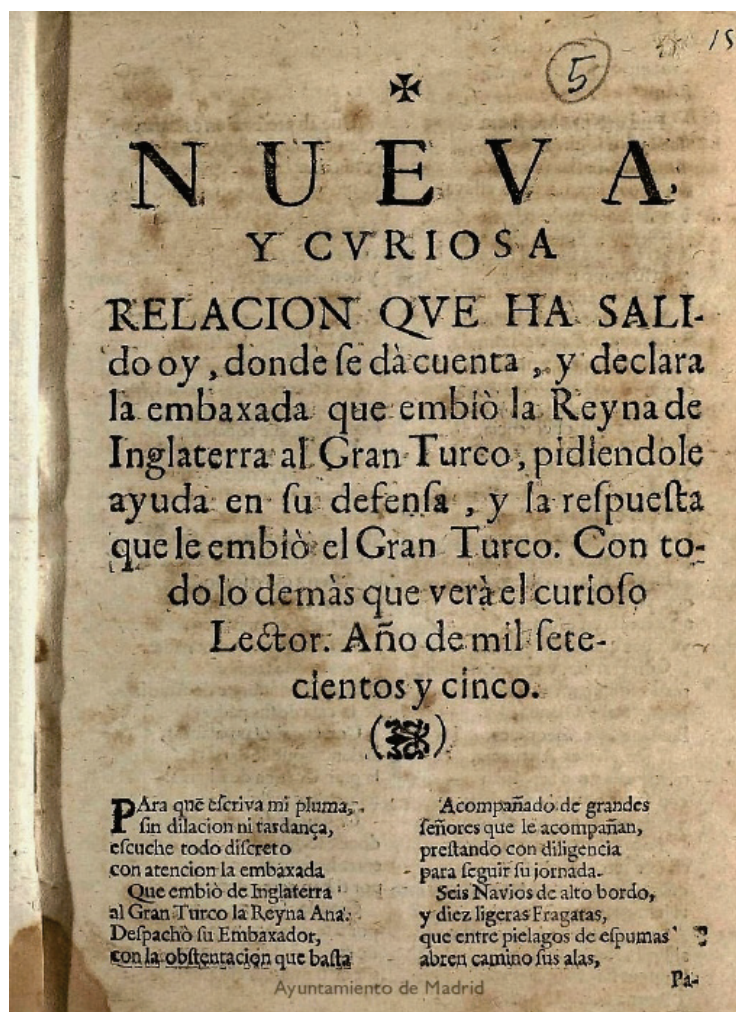 5
15
✠
NUEVA
Y CVRIOSA
RELACION QVE HA SALI-
do oy, donde ſe dà cuenta, y declara
la embaxada que embiò la Reyna de
Inglaterra al Gran Turco, pidiendole
ayuda en ſu defenſa, y la reſpueſta
que le embiò el Gran Turco. Con to-
do lo demàs que verà el curioſo
Lector. Año de mil ſete-
cientos y cinco.
PAra quē eſcriva mi pluma,
ſin dilacion ni tardança,
eſcuche todo diſcreto
con atencion la embaxada
Que embiò de Inglaterra
al Gran Turco la Reyna Ana.
Deſpachò ſu Embaxador,
con la obſtentacion que baſta
Acompañado de grandes
ſeñores que le acompañan,
preſtando con diligencia
para ſeguir ſu jornada.
Seis Navios de alto bordo,
y diez ligeras Fragatas,
que entre pielagos de eſpumas
abren camino ſus alas,
Pa-
Ayuntamiento de Madrid